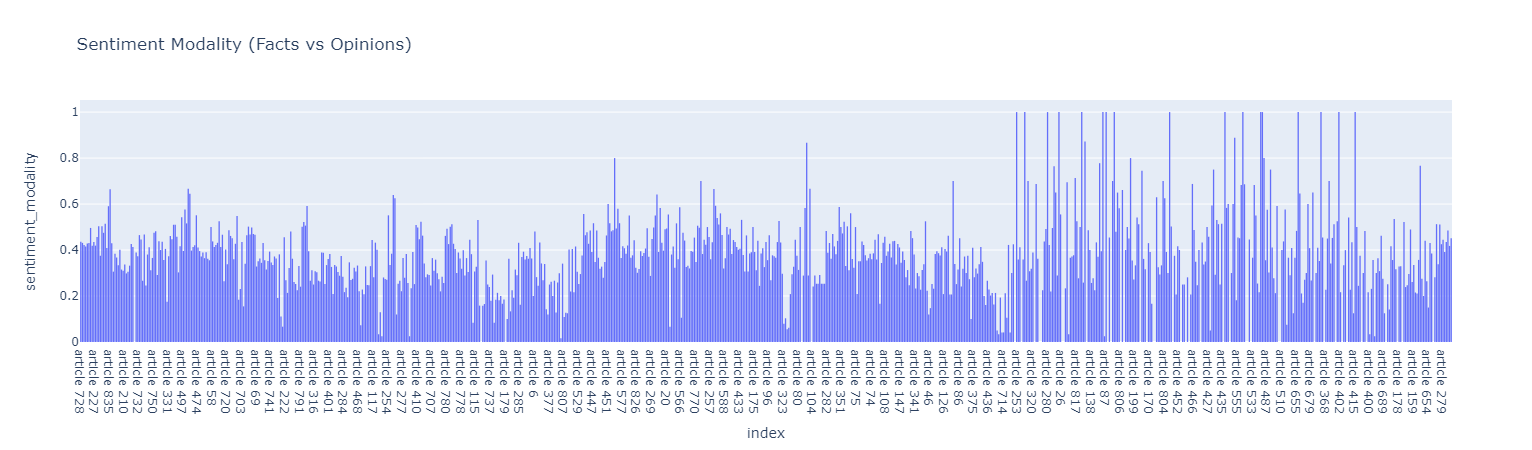 Sentiment Modality (Facts vs Opinions)
sentiment_modality
1
0.8
0.6
0.4
0.2
0
article 728
article 227
article 835
article 210
article 732
article 750
article 331
article 497
article 474
article 58
article 720
article 703
article 69
article 741
article 222
article 791
article 316
article 401
article 284
article 468
article 117
article 254
article 277
article 410
article 707
article 780
article 778
article 115
article 737
article 179
article 285
article 6
article 377
article 807
article 529
article 447
article 451
article 577
article 826
article 269
article 20
article 566
article 770
article 257
article 588
article 433
article 175
article 96
article 323
article 80
article 104
article 282
article 351
article 75
article 74
article 108
article 147
article 341
article 46
article 126
article 86
article 375
article 436
article 714
article 253
article 320
article 280
article 26
article 817
article 138
article 87
article 806
article 199
article 170
article 804
article 452
article 466
article 427
article 435
article 555
article 533
article 487
article 510
article 655
article 679
article 368
article 402
article 415
article 400
article 689
article 178
article 159
article 654
article 279
index